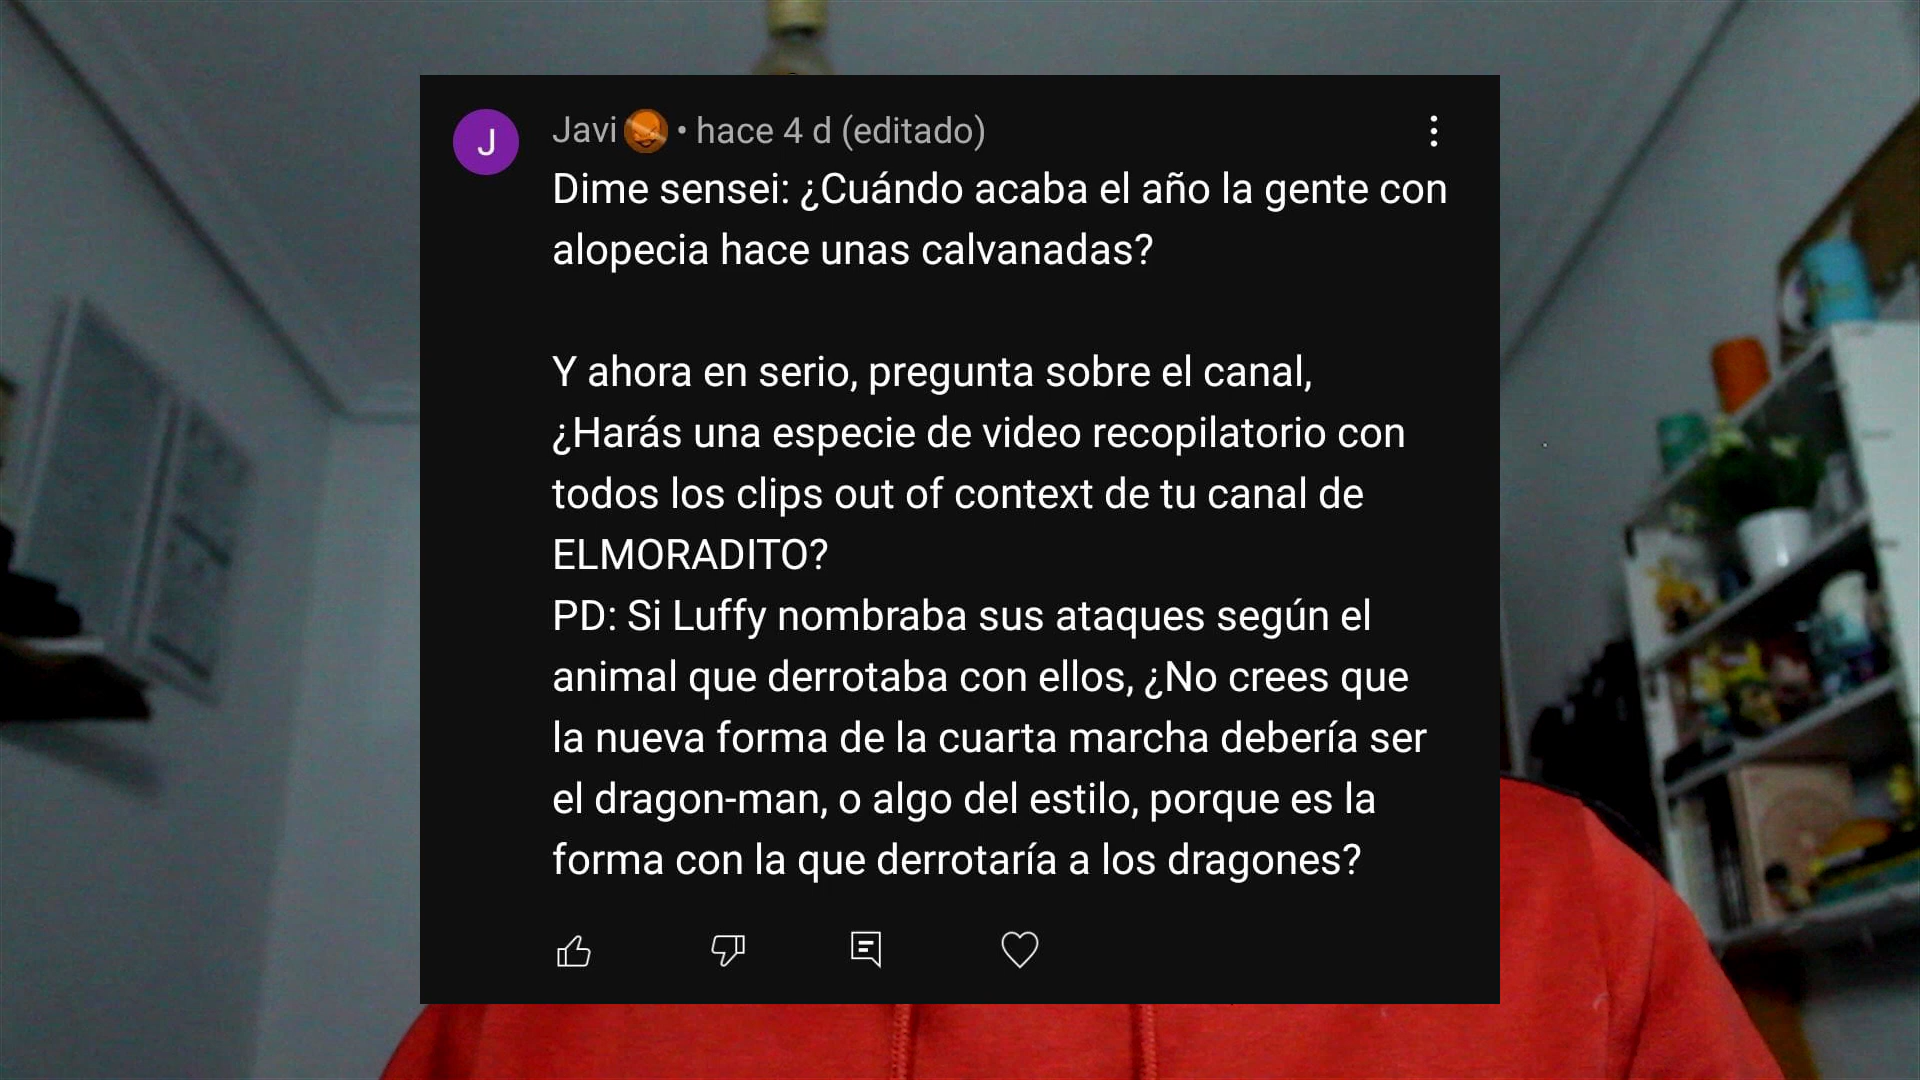 J
Javi • hace 4 d (editado)
Dime sensei: ¿Cuándo acaba el año la gente con
alopecia hace unas calvanadas?
Y ahora en serio, pregunta sobre el canal,
¿Harás una especie de video recopilatorio con
todos los clips out of context de tu canal de
ELMORADITO?
PD: Si Luffy nombraba sus ataques según el
animal que derrotaba con ellos, ¿No crees que
la nueva forma de la cuarta marcha debería ser
el dragon-man, o algo del estilo, porque es la
forma con la que derrotaría a los dragones?